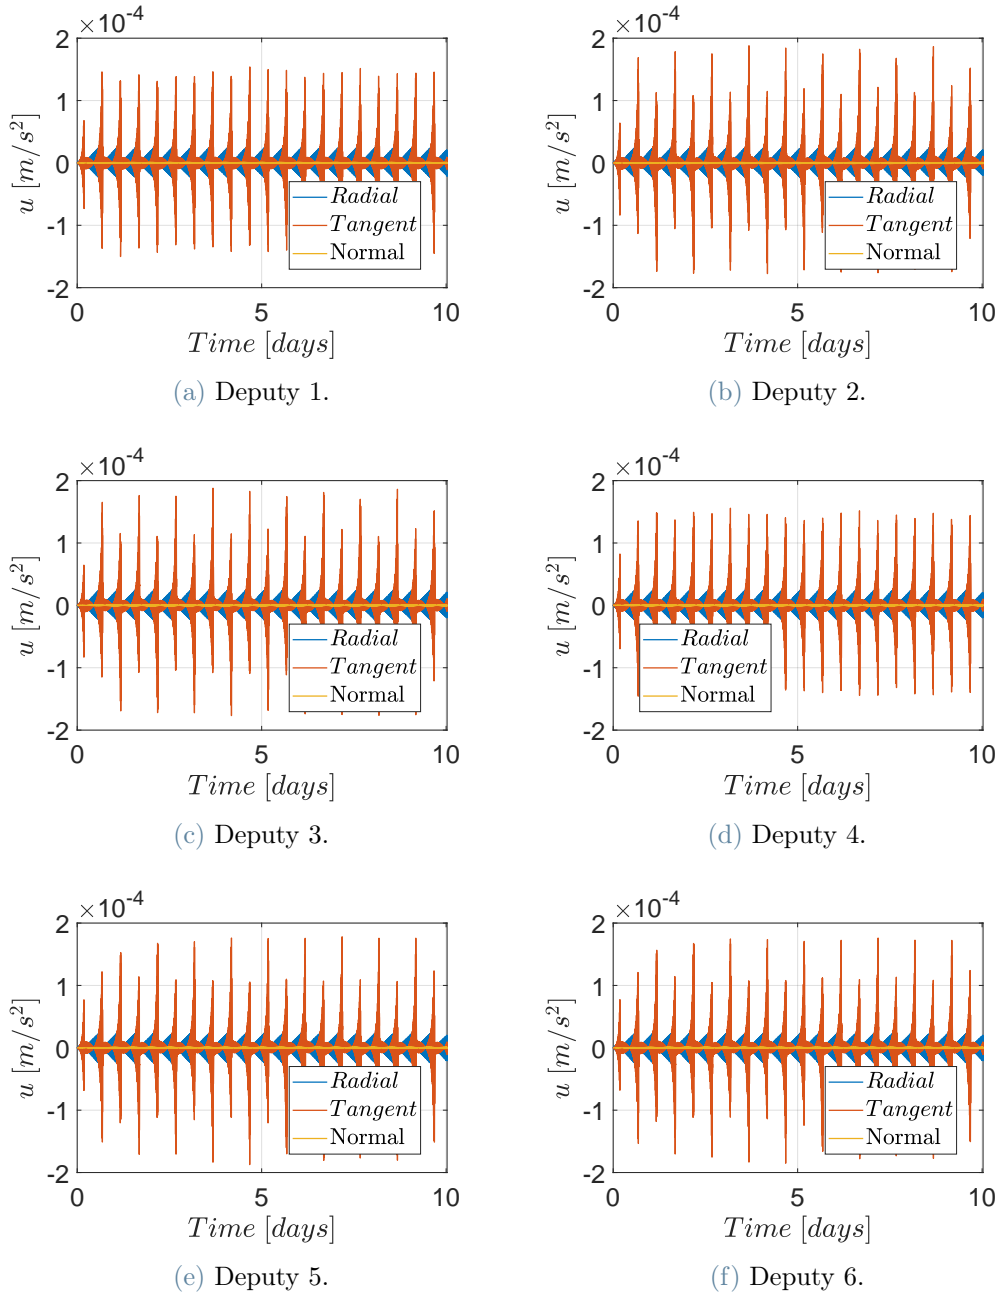 ×10⁻⁴
2
1
0
-1
-2
u [m/s²]
Radial
Tangent
Normal
0
5
10
Time [days]
(a) Deputy 1.
×10⁻⁴
2
1
0
-1
-2
u [m/s²]
Radial
Tangent
Normal
0
5
10
Time [days]
(b) Deputy 2.
×10⁻⁴
2
1
0
-1
-2
u [m/s²]
Radial
Tangent
Normal
0
5
10
Time [days]
(c) Deputy 3.
×10⁻⁴
2
1
0
-1
-2
u [m/s²]
Radial
Tangent
Normal
0
5
10
Time [days]
(d) Deputy 4.
×10⁻⁴
2
1
0
-1
-2
u [m/s²]
Radial
Tangent
Normal
0
5
10
Time [days]
(e) Deputy 5.
×10⁻⁴
2
1
0
-1
-2
u [m/s²]
Radial
Tangent
Normal
0
5
10
Time [days]
(f) Deputy 6.